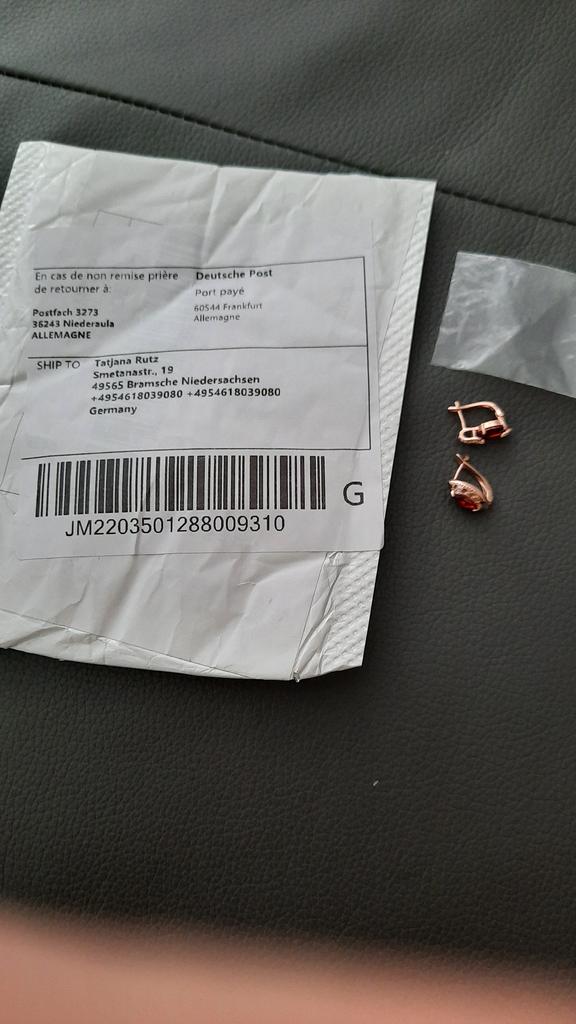 En cas de non remise prière
de retourner à:
Postfach 3273
36243 Niederaula
ALLEMAGNE
Deutsche Post
Port payé
60544 Frankfurt
Allemagne
SHIP TO
Tatjana Rutz
Smetanastr., 19
49565 Bramsche Niedersachsen
+4954618039080 +4954618039080
Germany
G
JM2203501288009310